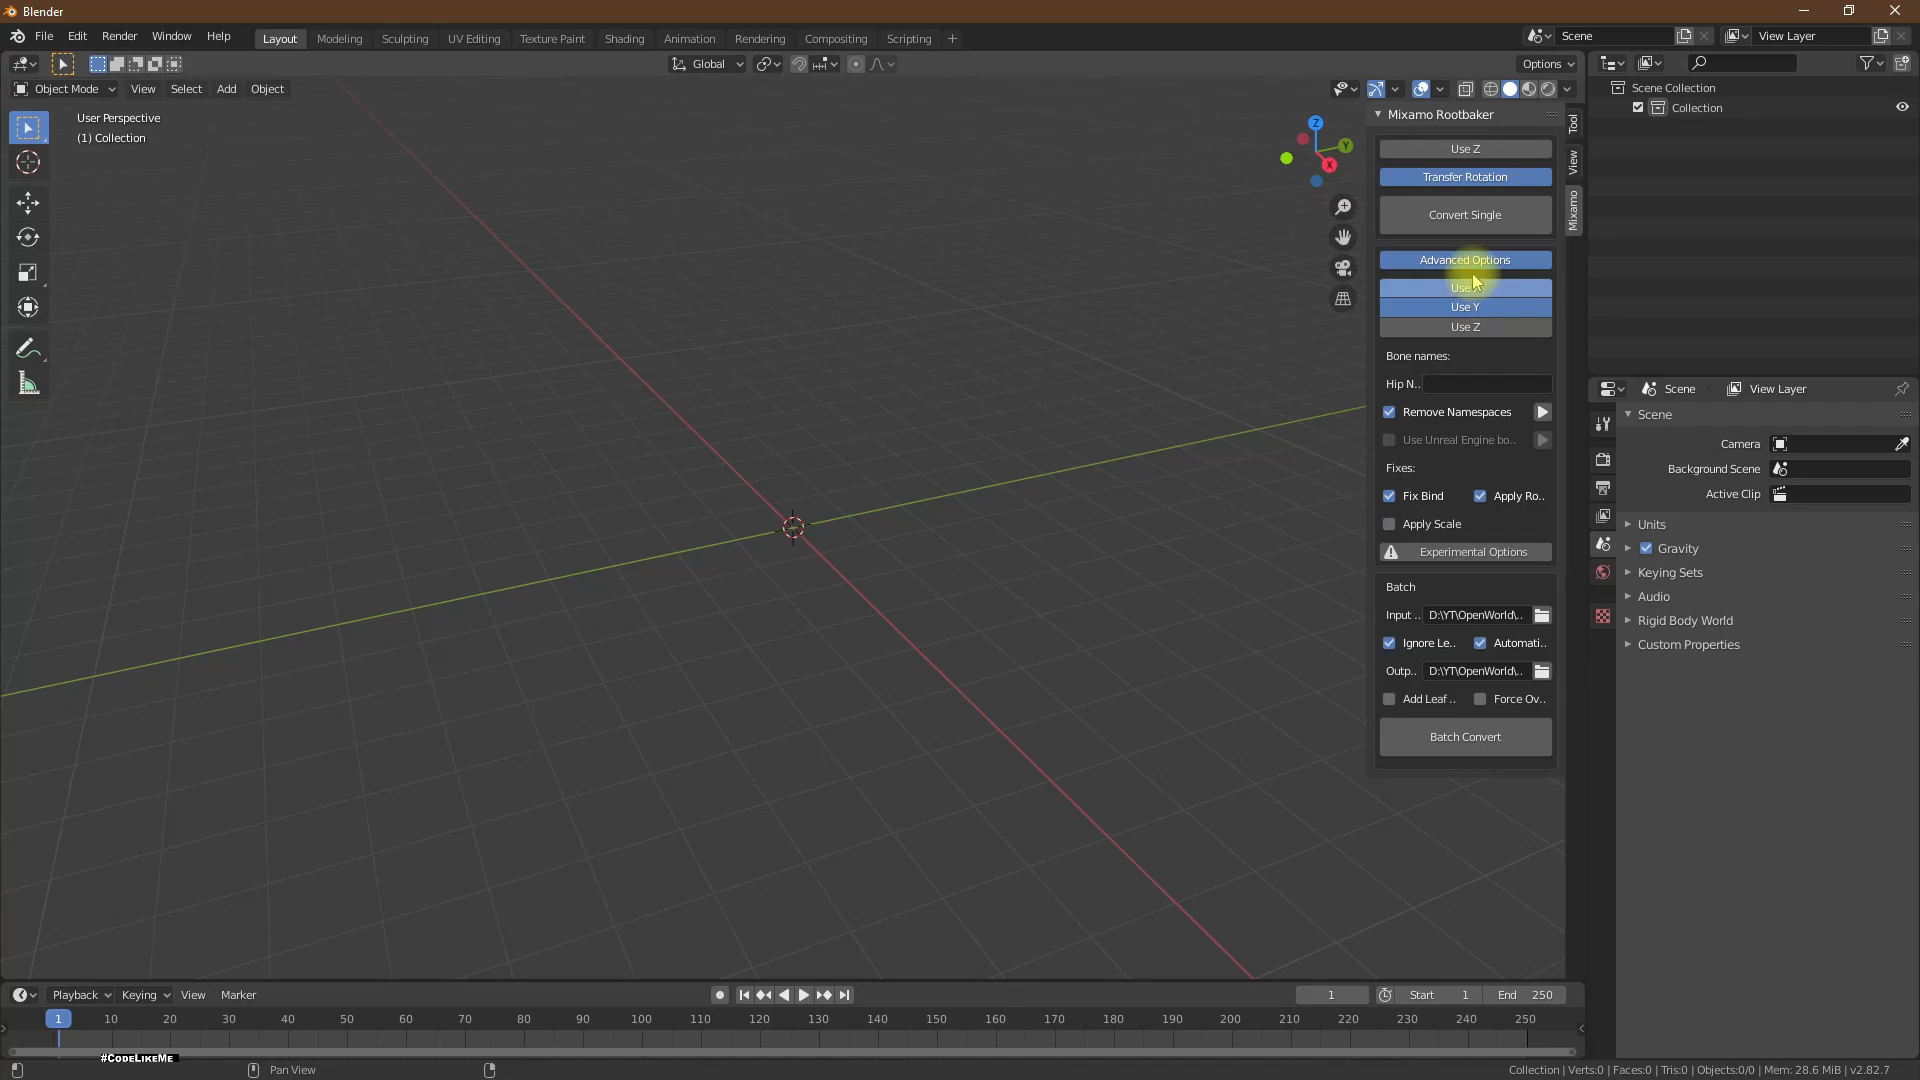 Blender
File Edit Render Window Help
Layout Modeling Sculpting UV Editing Texture Paint Shading Animation Rendering Compositing Scripting +
Scene
View Layer
Global
Options
Object Mode View Select Add Object
User Perspective
(1) Collection
Z
Y
X
Mixamo Rootbaker
Use Z
Transfer Rotation
Convert Single
Advanced Options
Use
Use Y
Use Z
Bone names:
Hip N..
Remove Namespaces
Use Unreal Engine bo..
Fixes:
Fix Bind
Apply Ro..
Apply Scale
Experimental Options
Batch
Input .. D:\YT\OpenWorld\..
Ignore Le..
Automati..
Outp.. D:\YT\OpenWorld\..
Add Leaf ..
Force Ov..
Batch Convert
Tool
View
Mixamo
Scene Collection
Collection
Scene View Layer
Scene
Camera
Background Scene
Active Clip
Units
Gravity
Keying Sets
Audio
Rigid Body World
Custom Properties
Playback Keying View Marker
1
Start 1
End 250
1 10 20 30 40 50 60 70 80 90 100 110 120 130 140 150 160 170 180 190 200 210 220 230 240 250
#CodeLikeMe
Pan View
Collection | Verts:0 | Faces:0 | Tris:0 | Objects:0/0 | Mem: 28.6 MiB | v2.82.7